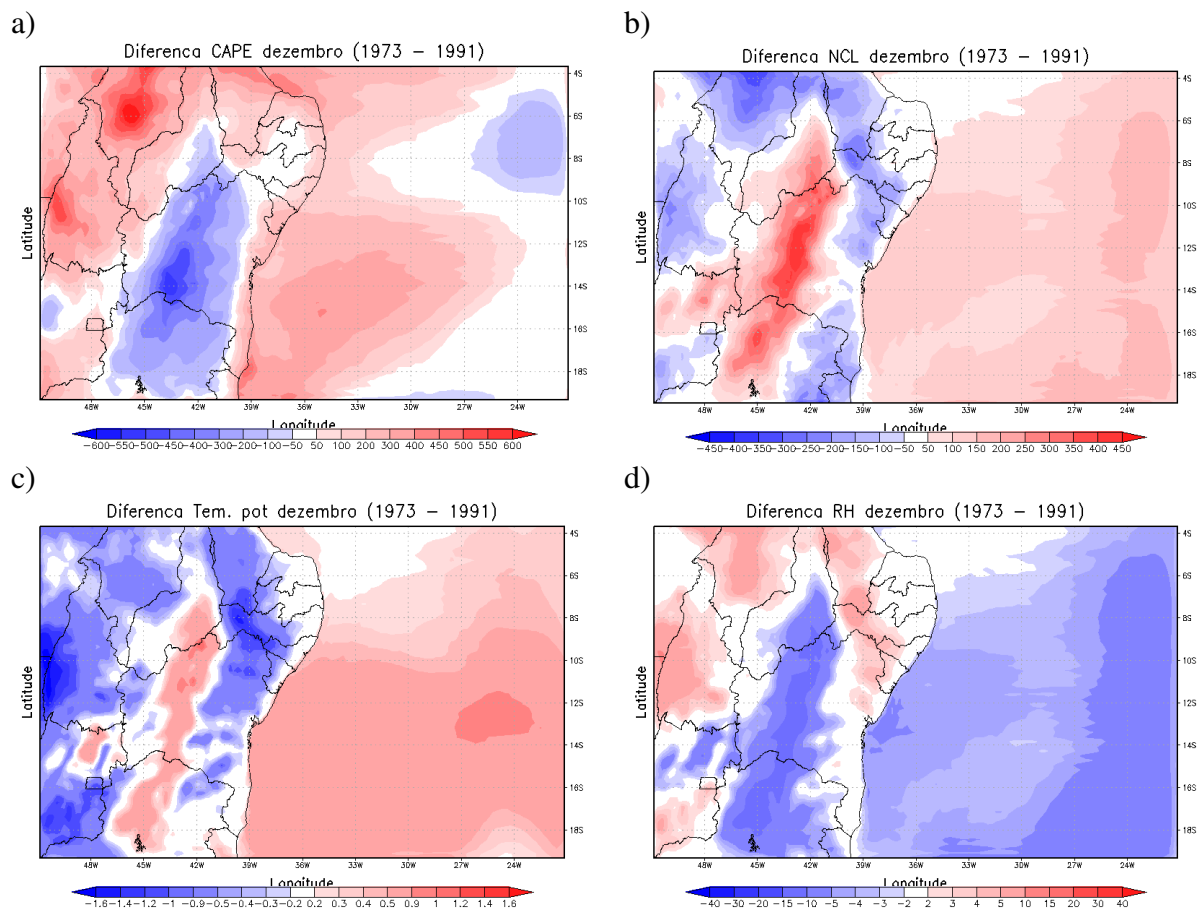 a)
Diferenca CAPE dezembro (1973 − 1991)
Latitude
4S
6S
8S
10S
12S
14S
16S
18S
48W 45W 42W 39W 36W 33W 30W 27W 24W
Longitude
−600−550−500−450−400−300−200−100−50 50 100 200 300 400 450 500 550 600
b)
Diferenca NCL dezembro (1973 − 1991)
Latitude
4S
6S
8S
10S
12S
14S
16S
18S
48W 45W 42W 39W 36W 33W 30W 27W 24W
Longitude
−450−400−350−300−250−200−150−100−50 50 100 150 200 250 300 350 400 450
c)
Diferenca Tem. pot dezembro (1973 − 1991)
Latitude
4S
6S
8S
10S
12S
14S
16S
18S
48W 45W 42W 39W 36W 33W 30W 27W 24W
Longitude
−1.6−1.4−1.2 −1 −0.9−0.5−0.4−0.3−0.2 0.2 0.3 0.4 0.9 1 1.2 1.4 1.6
d)
Diferenca RH dezembro (1973 − 1991)
Latitude
4S
6S
8S
10S
12S
14S
16S
18S
48W 45W 42W 39W 36W 33W 30W 27W 24W
Longitude
−40 −30 −20 −15 −10 −5 −4 −3 −2 2 3 4 5 10 15 20 30 40